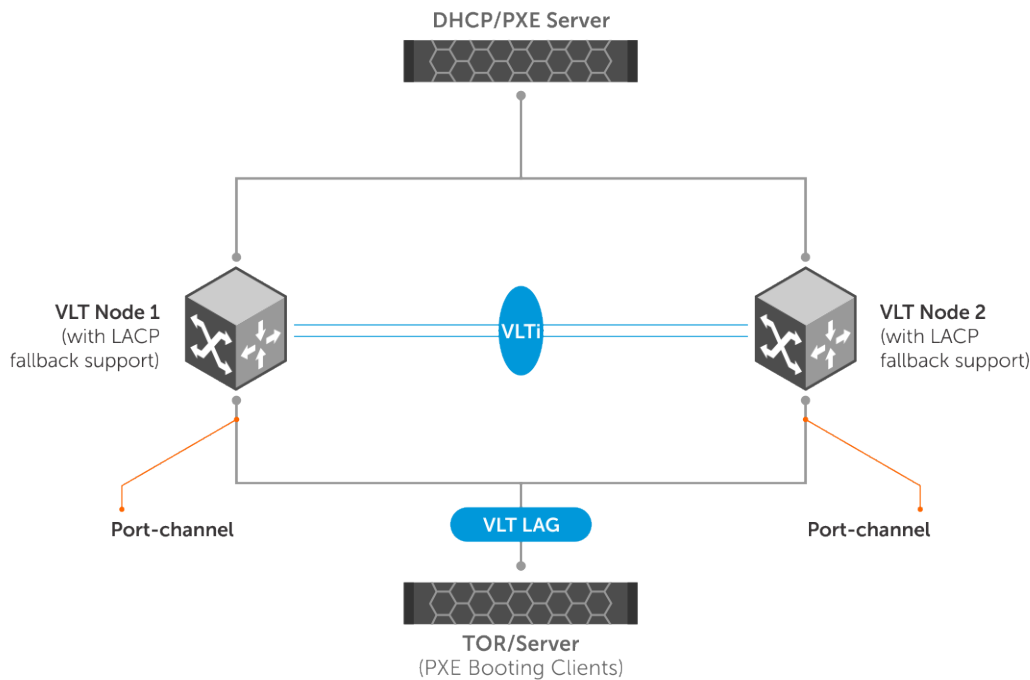 DHCP/PXE Server
VLT Node 1
(with LACP
fallback support)
VLTi
VLT Node 2
(with LACP
fallback support)
Port-channel
VLT LAG
Port-channel
TOR/Server
(PXE Booting Clients)